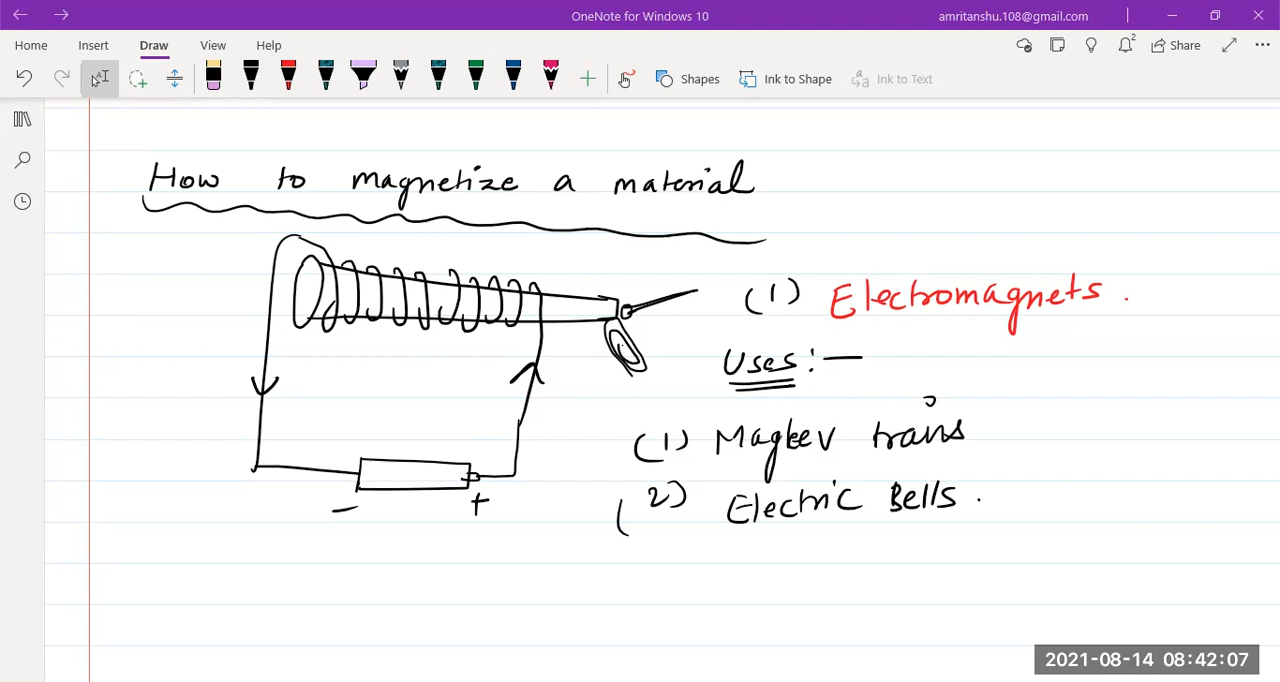 OneNote for Windows 10
amritanshu.108@gmail.com
Home Insert Draw View Help
2
Share
Shapes Ink to Shape Ink to Text
How to magnetize a material
(1) Electromagnets.
Uses:—
(1) Maglev trains
(2) Electric Bells.
- +
2021-08-14 08:42:07